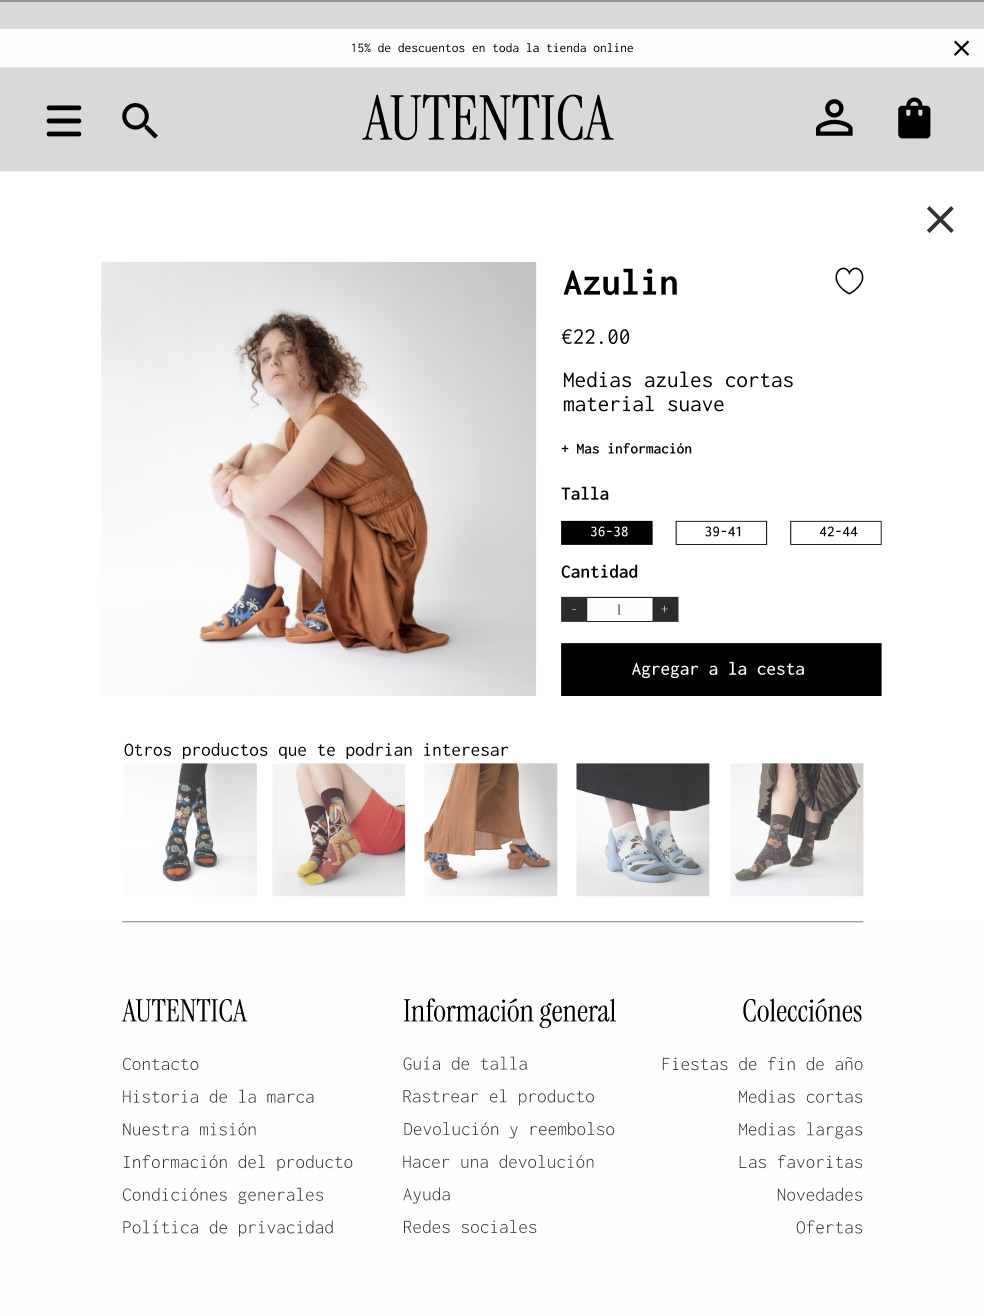 15% de descuentos en toda la tienda online
AUTENTICA
Azulin
€22.00
Medias azules cortas
material suave
+ Mas información
Talla
36-38
39-41
42-44
Cantidad
- 1 +
Agregar a la cesta
Otros productos que te podrian interesar
AUTENTICA
Contacto
Historia de la marca
Nuestra misión
Información del producto
Condiciónes generales
Política de privacidad
Información general
Guía de talla
Rastrear el producto
Devolución y reembolso
Hacer una devolución
Ayuda
Redes sociales
Colecciónes
Fiestas de fin de año
Medias cortas
Medias largas
Las favoritas
Novedades
Ofertas